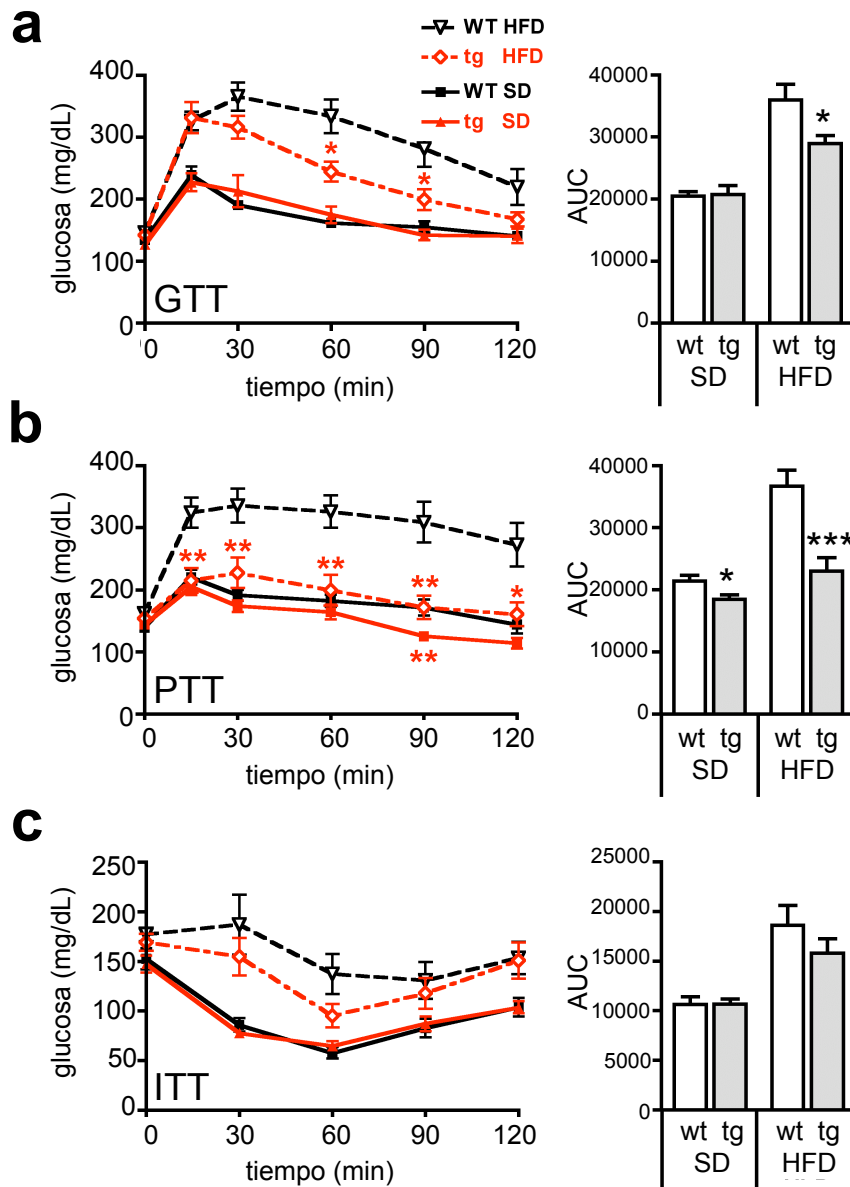 a
WT HFD
tg HFD
WT SD
tg SD
glucosa (mg/dL)
400
300
200
100
0
GTT
0 30 60 90 120
tiempo (min)
*
*
AUC
40000
30000
20000
10000
0
*
wt tg wt tg
SD HFD
b
glucosa (mg/dL)
400
300
200
100
0
PTT
0 30 60 90 120
tiempo (min)
** ** ** ** *
**
AUC
40000
30000
20000
10000
0
* ***
wt tg wt tg
SD HFD
c
glucosa (mg/dL)
250
200
150
100
50
0
ITT
0 30 60 90 120
tiempo (min)
AUC
25000
20000
15000
10000
5000
0
wt tg wt tg
SD HFD